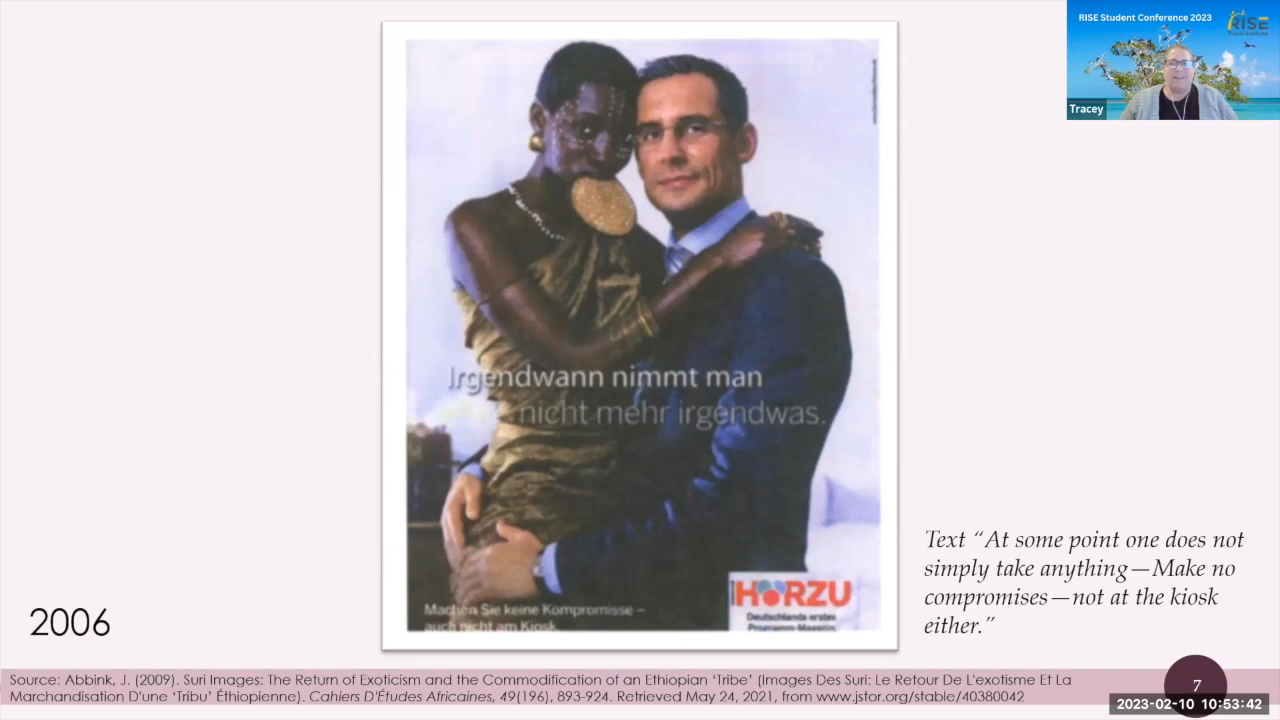 RISE Student Conference 2023
RISE
Tracey
Irgendwann nimmt man
nicht mehr irgendwas.
Machen Sie keine Kompromisse –
auch nicht am Kiosk.
HÖRZU
Deutschlands erstes
Programm-Magazin
Text “At some point one does not
simply take anything—Make no
compromises—not at the kiosk
either.”
2006
Source: Abbink, J. (2009). Suri Images: The Return of Exoticism and the Commodification of an Ethiopian ‘Tribe’ (Images Des Suri: Le Retour De L'exotisme Et La
Marchandisation D'une ‘Tribu’ Éthiopienne). Cahiers D'Études Africaines, 49(196), 893-924. Retrieved May 24, 2021, from www.jstor.org/stable/40380042
7
2023-02-10 10:53:42